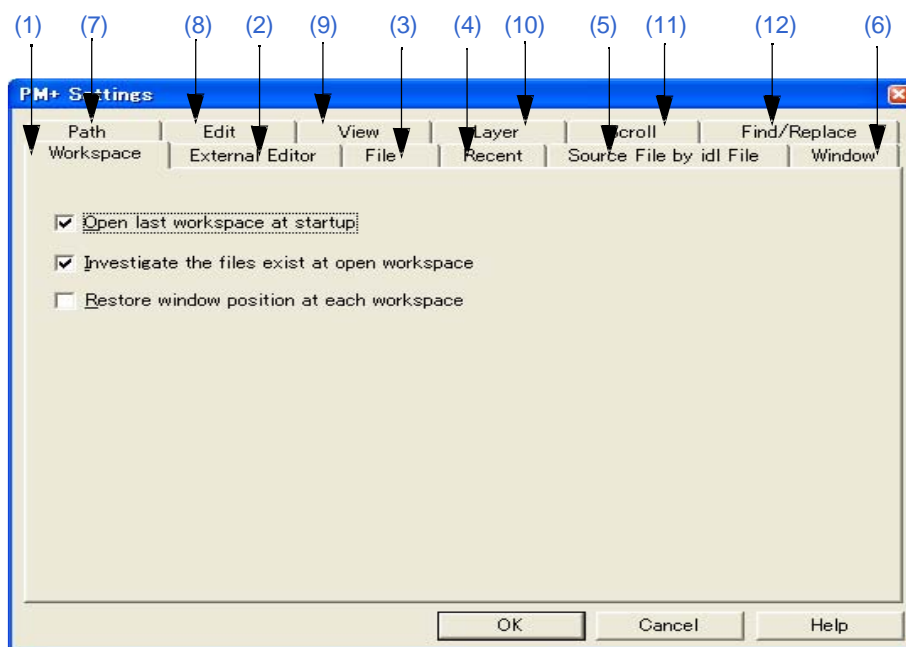 (1) (7) (8) (2) (9) (3) (4) (10) (5) (11) (12) (6)
PM+ Settings
Path Edit View Layer Scroll Find/Replace
Workspace External Editor File Recent Source File by idl File Window
Open last workspace at startup
Investigate the files exist at open workspace
Restore window position at each workspace
OK Cancel Help